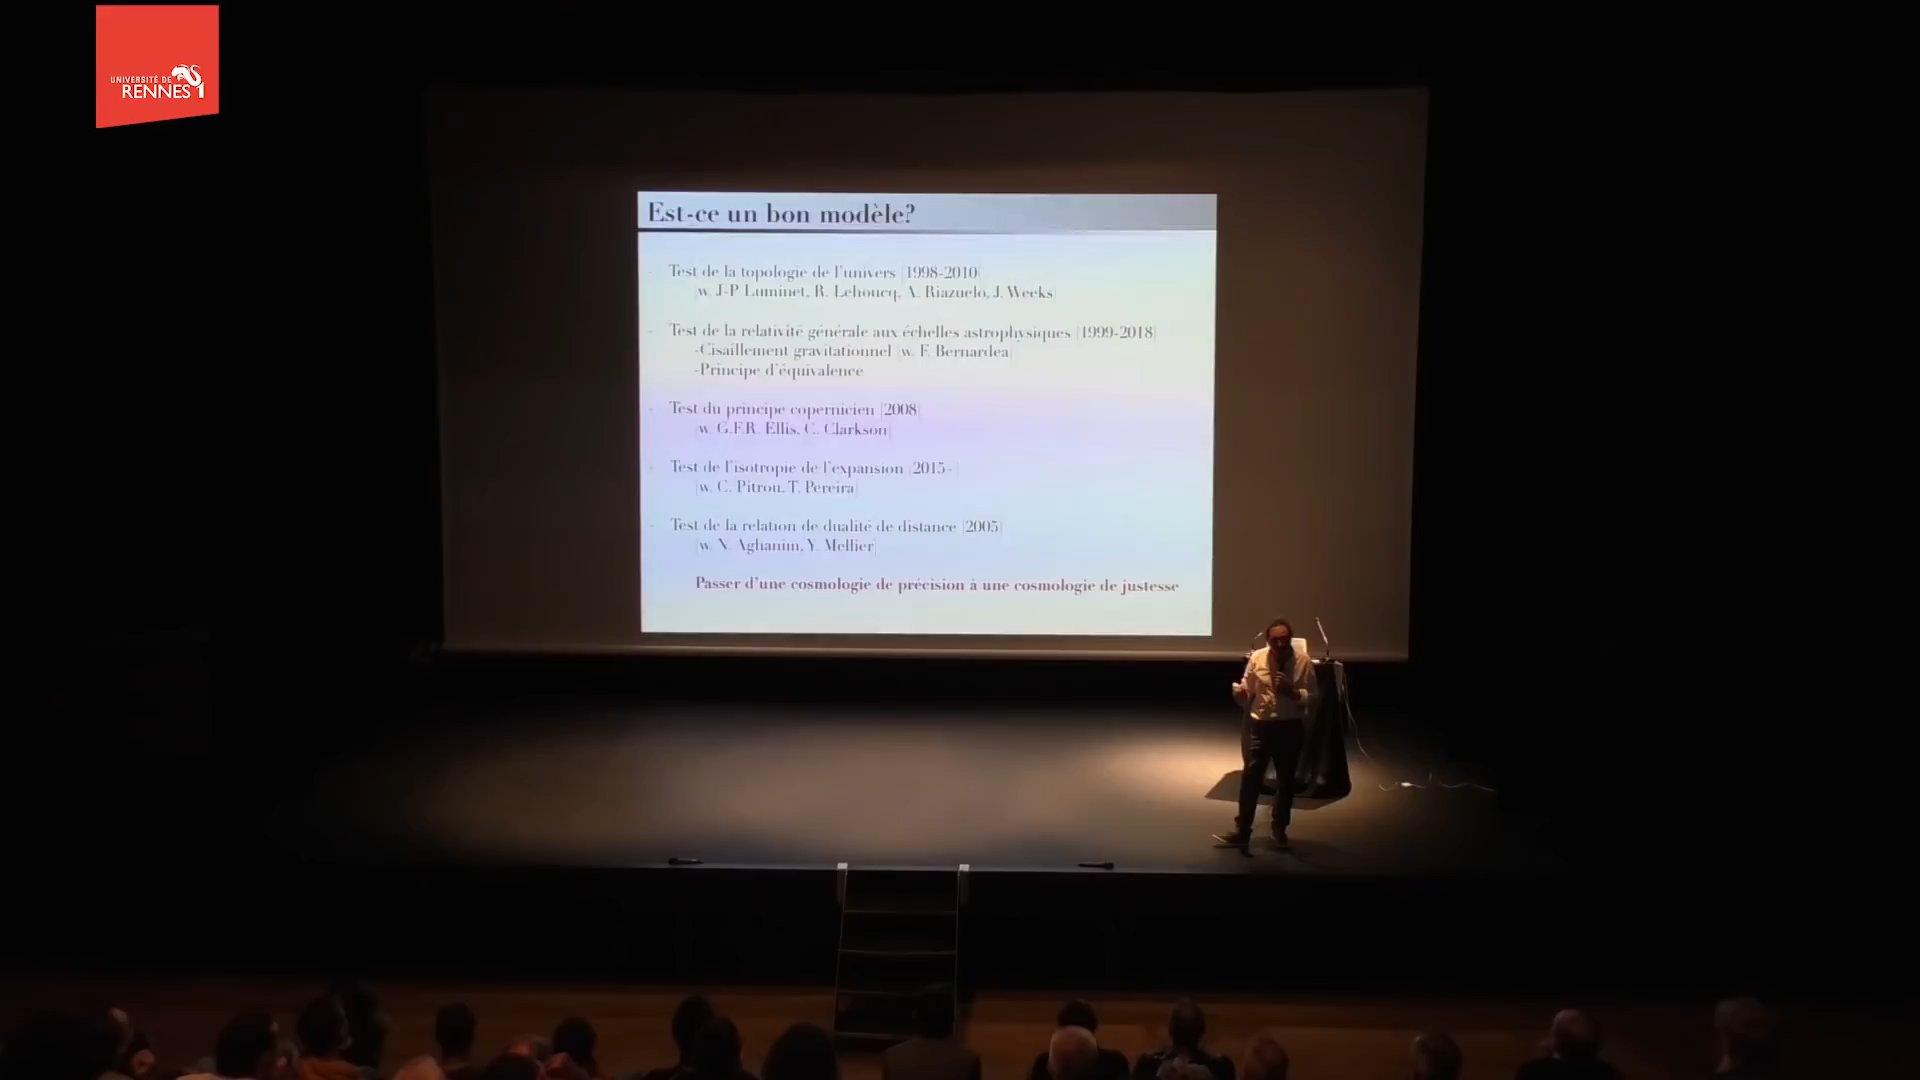 UNIVERSITÉ DE
RENNES 1
Est-ce un bon modèle?
- Test de la topologie de l'univers [1998-2010]
[w. J-P Luminet, R. Lehoucq, A. Riazuelo, J. Weeks]
- Test de la relativité générale aux échelles astrophysiques [1999-2018]
-Cisaillement gravitationnel [w. F. Bernardea]
-Principe d'équivalence
- Test du principe copernicien [2008]
[w. G.F.R. Ellis, C. Clarkson]
- Test de l'isotropie de l'expansion [2015- ]
[w. C. Pitrou, T. Pereira]
- Test de la relation de dualité de distance [2005]
[w. N. Aghanim, Y. Mellier]
Passer d'une cosmologie de précision à une cosmologie de justesse